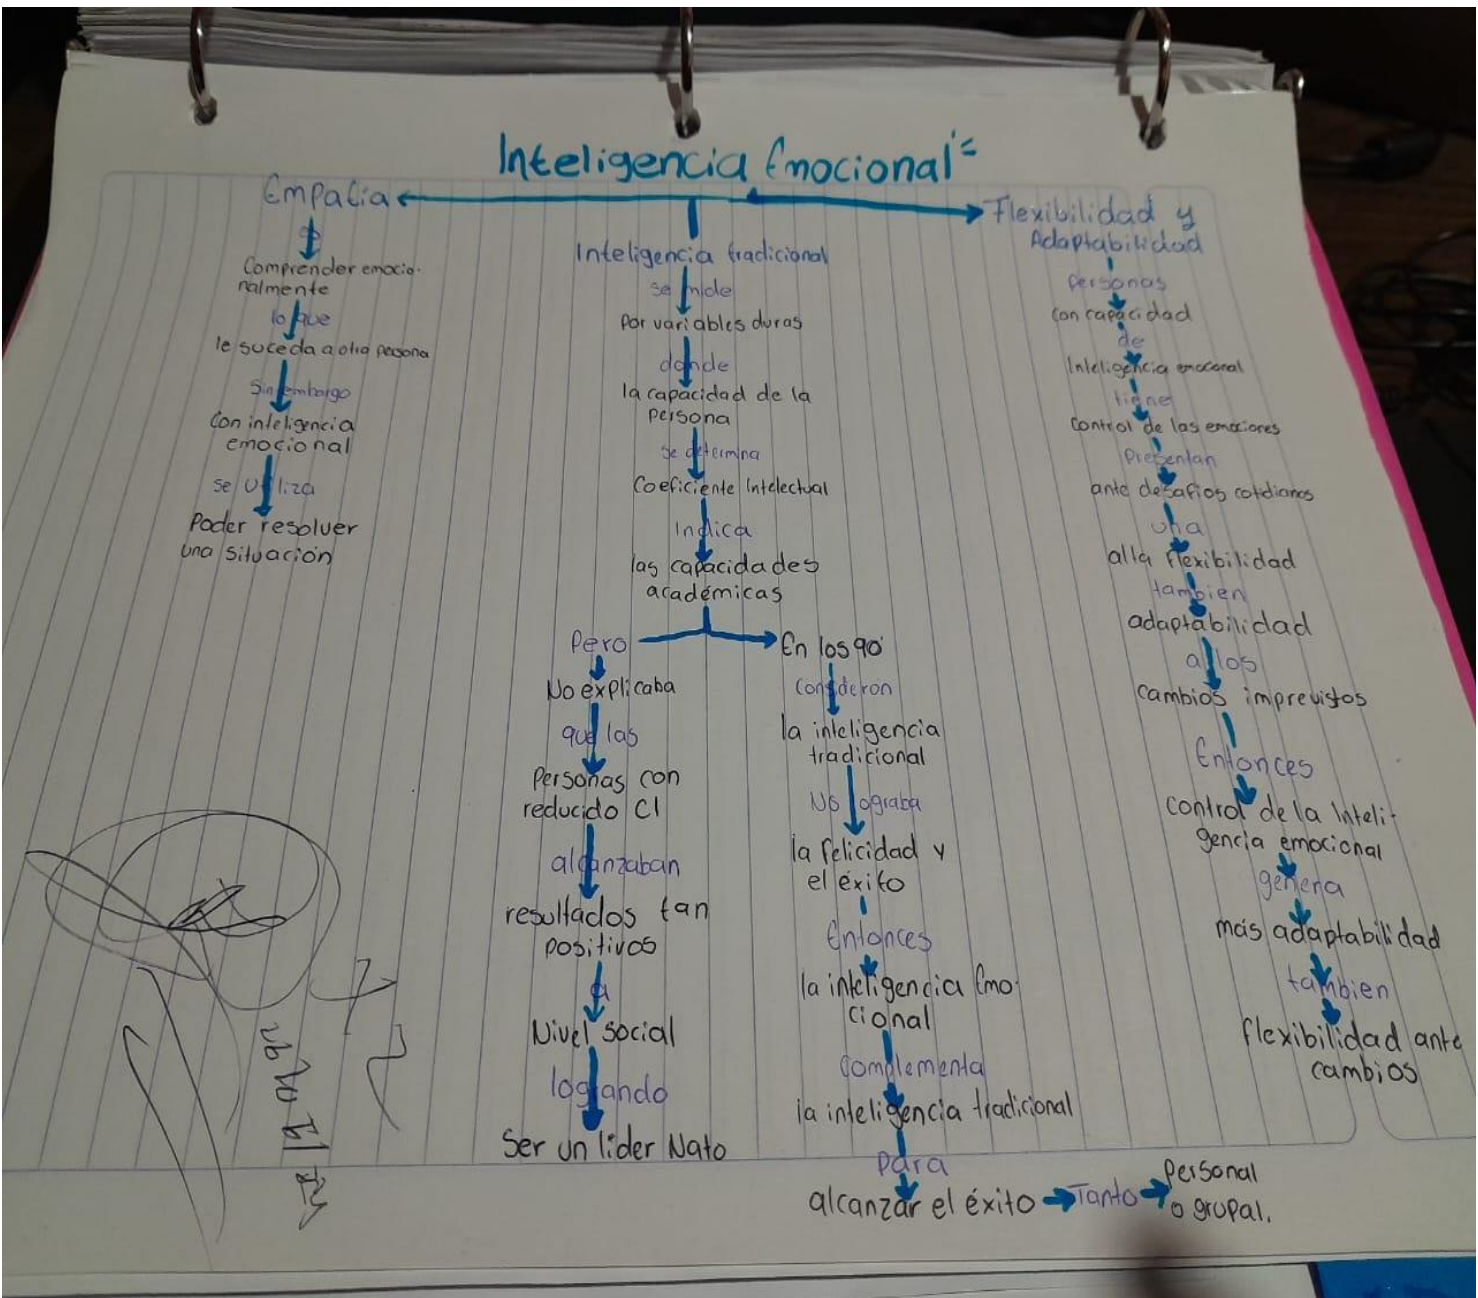 Inteligencia Emocional
Empatia
Comprender emocio-
nalmente
lo que
le suceda a otra persona
Sin embargo
Con inteligencia
emocional
se utiliza
Poder resolver
una situación
Inteligencia tradicional
se mide
Por variables duras
donde
la capacidad de la
persona
se determina
Coeficiente Intelectual
Indica
las capacidades
académicas
Pero
No explicaba
que las
Personas con
reducido CI
alcanzaban
resultados tan
positivos
a
Nivel social
logrando
Ser un lider Nato
En los 90'
Consideron
la inteligencia
tradicional
No lograba
la felicidad y
el éxito
Entonces
la inteligencia Emo-
cional
Complementa
la inteligencia tradicional
para
alcanzar el éxito Tanto Personal
o grupal.
Flexibilidad y
Adaptabilidad
personas
con capacidad
de
Inteligencia emocional
tiene
Control de las emociones
Presentan
ante desafios cotidianos
una
alta flexibilidad
tambien
adaptabilidad
a los
cambios imprevistos
Entonces
control de la Inteli-
gencia emocional
genera
mas adaptabilidad
tambien
flexibilidad ante
cambios